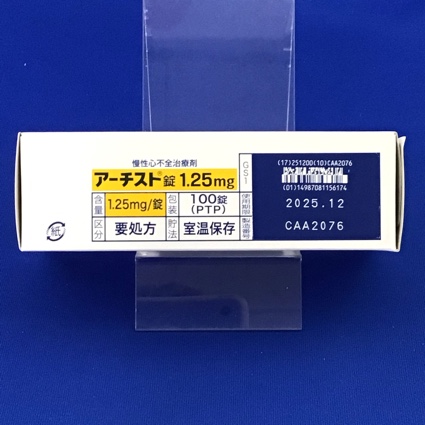 慢性心不全治療剤
アーチスト®錠1.25mg
含量 1.25mg/錠 包装 100錠(PTP) 使用期限
区分 要処方 貯法 室温保存 製造番号
紙
GS1
(17)251200(10)CAA2076
(01)14987081156174
2025.12
CAA2076